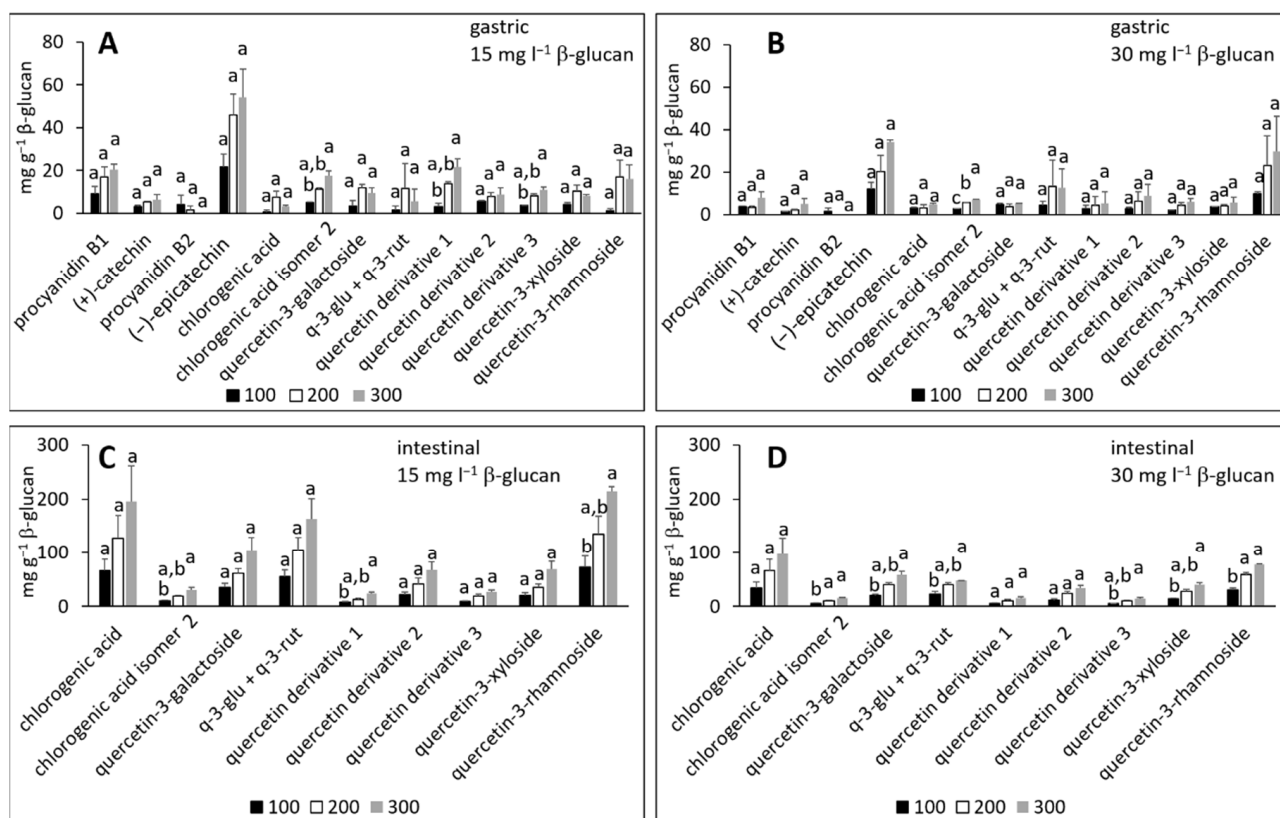 A
gastric
15 mg l⁻¹ β-glucan
mg g⁻¹ β-glucan
80
60
40
20
0
a a a a a a a a a a a a a a a b a,b a a a a a a a b a,b a a a a b a,b a a a a a a a
procyanidin B1
(+)-catechin
procyanidin B2
(−)-epicatechin
chlorogenic acid
chlorogenic acid isomer 2
quercetin-3-galactoside
q-3-glu + q-3-rut
quercetin derivative 1
quercetin derivative 2
quercetin derivative 3
quercetin-3-xyloside
quercetin-3-rhamnoside
100 200 300
B
gastric
30 mg l⁻¹ β-glucan
mg g⁻¹ β-glucan
80
60
40
20
0
a a a a a a a a a a a a a a a c b a a a a a a a a a a a a a a a a a a a a a a
procyanidin B1
(+)-catechin
procyanidin B2
(−)-epicatechin
chlorogenic acid
chlorogenic acid isomer 2
quercetin-3-galactoside
q-3-glu + q-3-rut
quercetin derivative 1
quercetin derivative 2
quercetin derivative 3
quercetin-3-xyloside
quercetin-3-rhamnoside
100 200 300
C
intestinal
15 mg l⁻¹ β-glucan
mg g⁻¹ β-glucan
300
200
100
0
a a a b a,b a a a a a a a b a,b a a a a a a a a a a b a,b a
chlorogenic acid
chlorogenic acid isomer 2
quercetin-3-galactoside
q-3-glu + q-3-rut
quercetin derivative 1
quercetin derivative 2
quercetin derivative 3
quercetin-3-xyloside
quercetin-3-rhamnoside
100 200 300
D
intestinal
30 mg l⁻¹ β-glucan
mg g⁻¹ β-glucan
300
200
100
0
a a a b a a b a,b a b a,b a a a a a a a b a,b a b a,b a b a a
chlorogenic acid
chlorogenic acid isomer 2
quercetin-3-galactoside
q-3-glu + q-3-rut
quercetin derivative 1
quercetin derivative 2
quercetin derivative 3
quercetin-3-xyloside
quercetin-3-rhamnoside
100 200 300